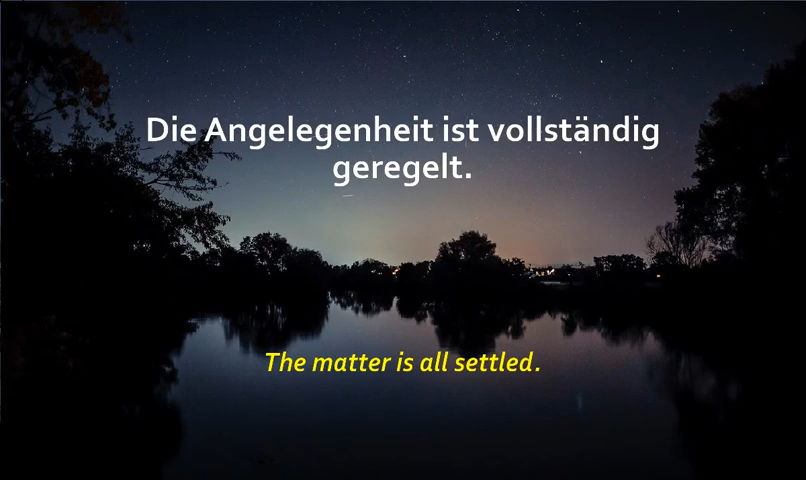 Die Angelegenheit ist vollständig
geregelt.
The matter is all settled.